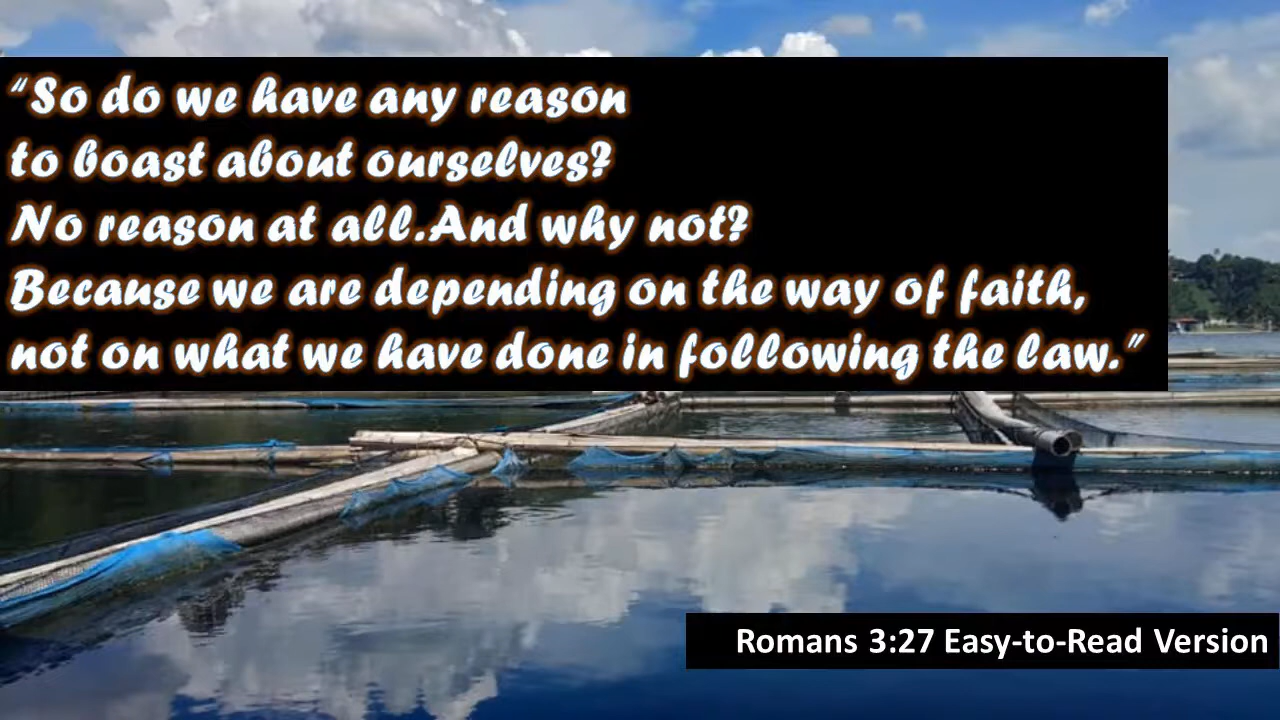 “So do we have any reason
to boast about ourselves?
No reason at all.And why not?
Because we are depending on the way of faith,
not on what we have done in following the law.”
Romans 3:27 Easy-to-Read Version